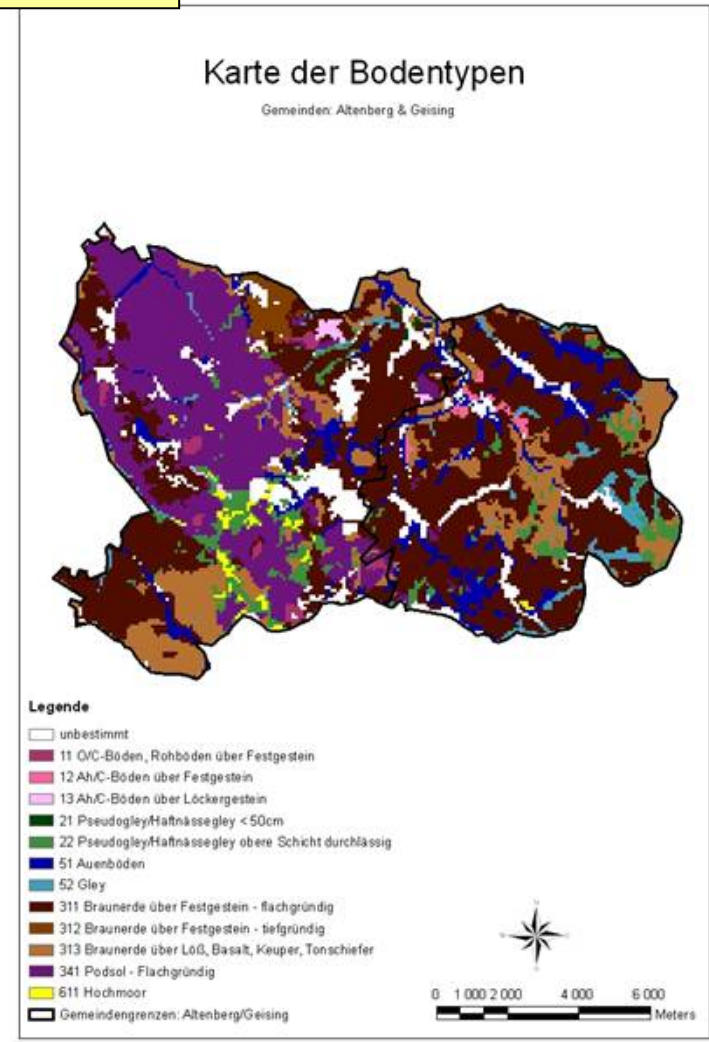 Karte der Bodentypen
Gemeinden: Altenberg & Geising
Legende
unbestimmt
11 O/C-Böden, Rohböden über Festgestein
12 Ah/C-Böden über Festgestein
13 Ah/C-Böden über Löckergestein
21 Pseudogley/Haftnässegley < 50cm
22 Pseudogley/Haftnässegley obere Schicht durchlässig
51 Auenböden
52 Gley
311 Braunerde über Festgestein - flachgründig
312 Braunerde über Festgestein - tiefgründig
313 Braunerde über Löß, Basalt, Keuper, Tonschiefer
341 Podsol - Flachgründig
611 Hochmoor
Gemeindengrenzen: Altenberg/Geising
0 1 000 2 000 4 000 6 000
Meters